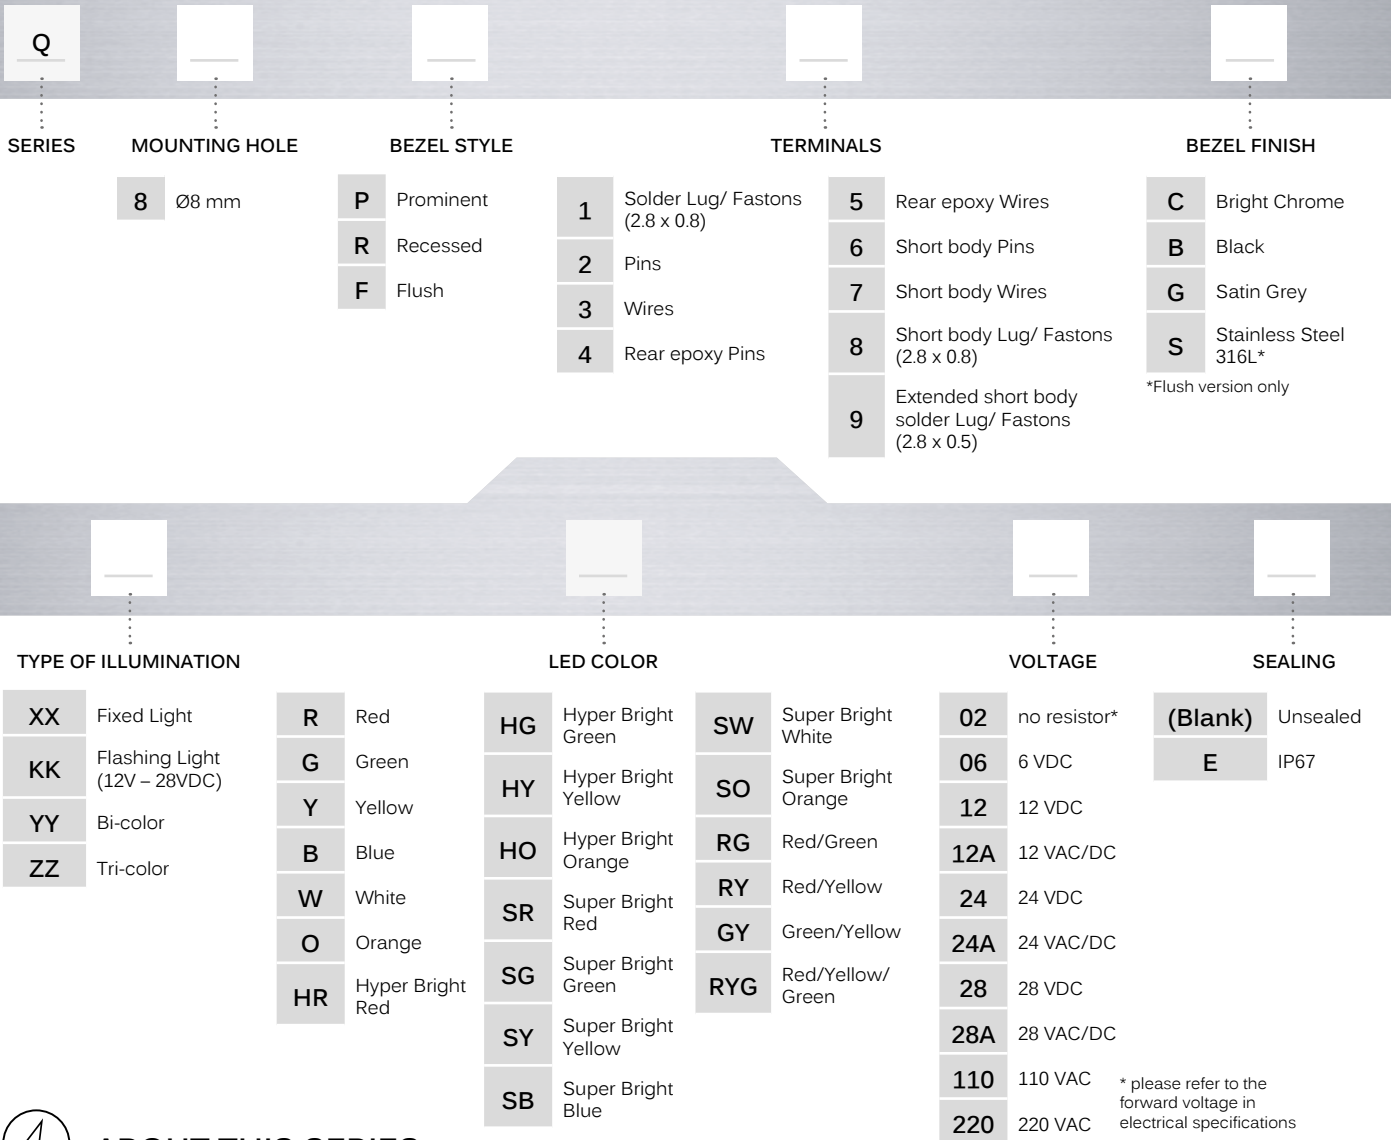 Q
SERIES
MOUNTING HOLE
8 Ø8 mm
BEZEL STYLE
P Prominent
R Recessed
F Flush
TERMINALS
1 Solder Lug/ Fastons
(2.8 x 0.8)
2 Pins
3 Wires
4 Rear epoxy Pins
5 Rear epoxy Wires
6 Short body Pins
7 Short body Wires
8 Short body Lug/ Fastons
(2.8 x 0.8)
9 Extended short body
solder Lug/ Fastons
(2.8 x 0.5)
BEZEL FINISH
C Bright Chrome
B Black
G Satin Grey
S Stainless Steel
316L*
*Flush version only
TYPE OF ILLUMINATION
XX Fixed Light
KK Flashing Light
(12V – 28VDC)
YY Bi-color
ZZ Tri-color
LED COLOR
R Red
G Green
Y Yellow
B Blue
W White
O Orange
HR Hyper Bright
Red
HG Hyper Bright
Green
HY Hyper Bright
Yellow
HO Hyper Bright
Orange
SR Super Bright
Red
SG Super Bright
Green
SY Super Bright
Yellow
SB Super Bright
Blue
SW Super Bright
White
SO Super Bright
Orange
RG Red/Green
RY Red/Yellow
GY Green/Yellow
RYG Red/Yellow/
Green
VOLTAGE
02 no resistor*
06 6 VDC
12 12 VDC
12A 12 VAC/DC
24 24 VDC
24A 24 VAC/DC
28 28 VDC
28A 28 VAC/DC
110 110 VAC
220 220 VAC
* please refer to the
forward voltage in
electrical specifications
SEALING
(Blank) Unsealed
E IP67
ABOUT THIS SERIES